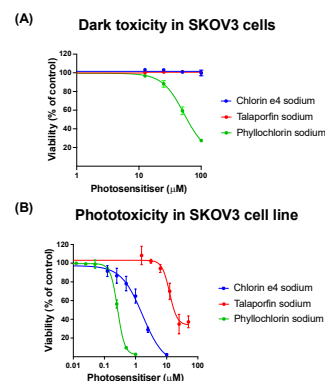 (A)
Dark toxicity in SKOV3 cells
Viability (% of control)
120
100
80
60
40
20
1
10
100
Photosensitiser (μM)
Chlorin e4 sodium
Talaporfin sodium
Phyllochlorin sodium
(B)
Phototoxicity in SKOV3 cell line
Viability (% of control)
120
100
80
60
40
20
0
0.01
0.1
1
10
100
Photosensitiser (μM)
Chlorin e4 sodium
Talaporfin sodium
Phyllochlorin sodium